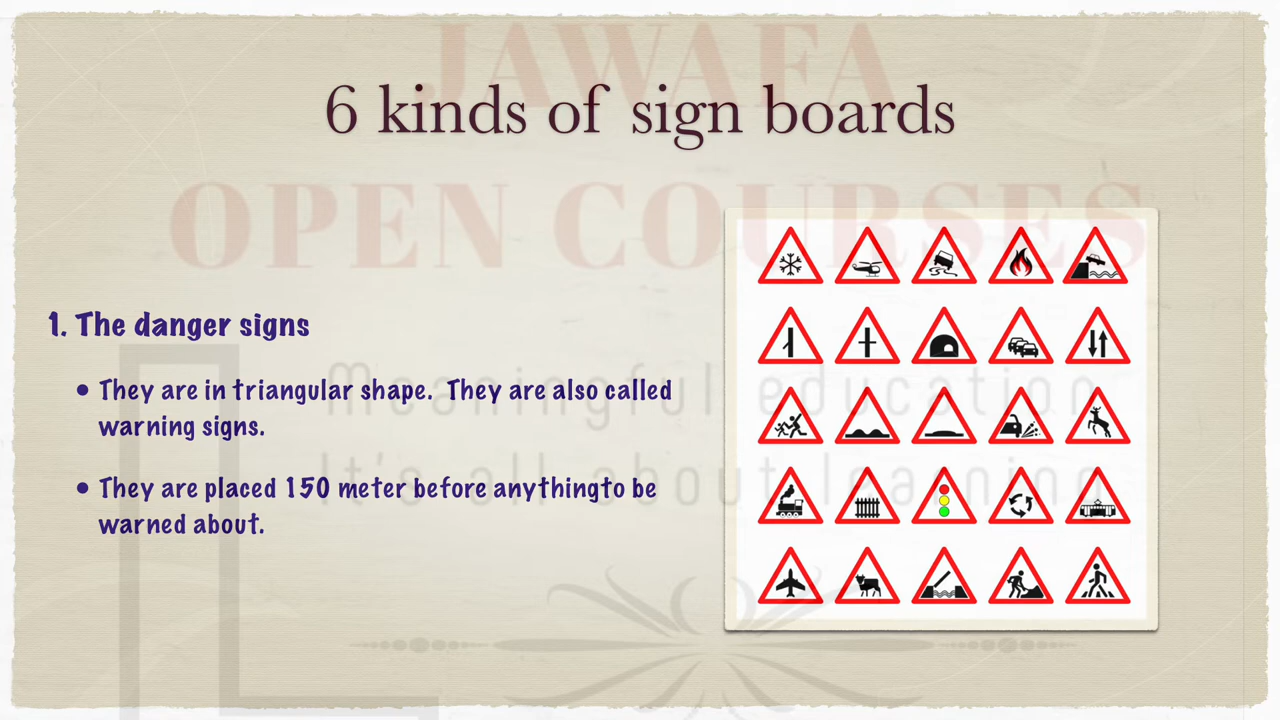 JAWAFA
6 kinds of sign boards
OPEN COURSES
1. The danger signs
• They are in triangular shape. They are also called
warning signs.
• They are placed 150 meter before anythingto be
warned about.
Meaningful education
It's all about learning